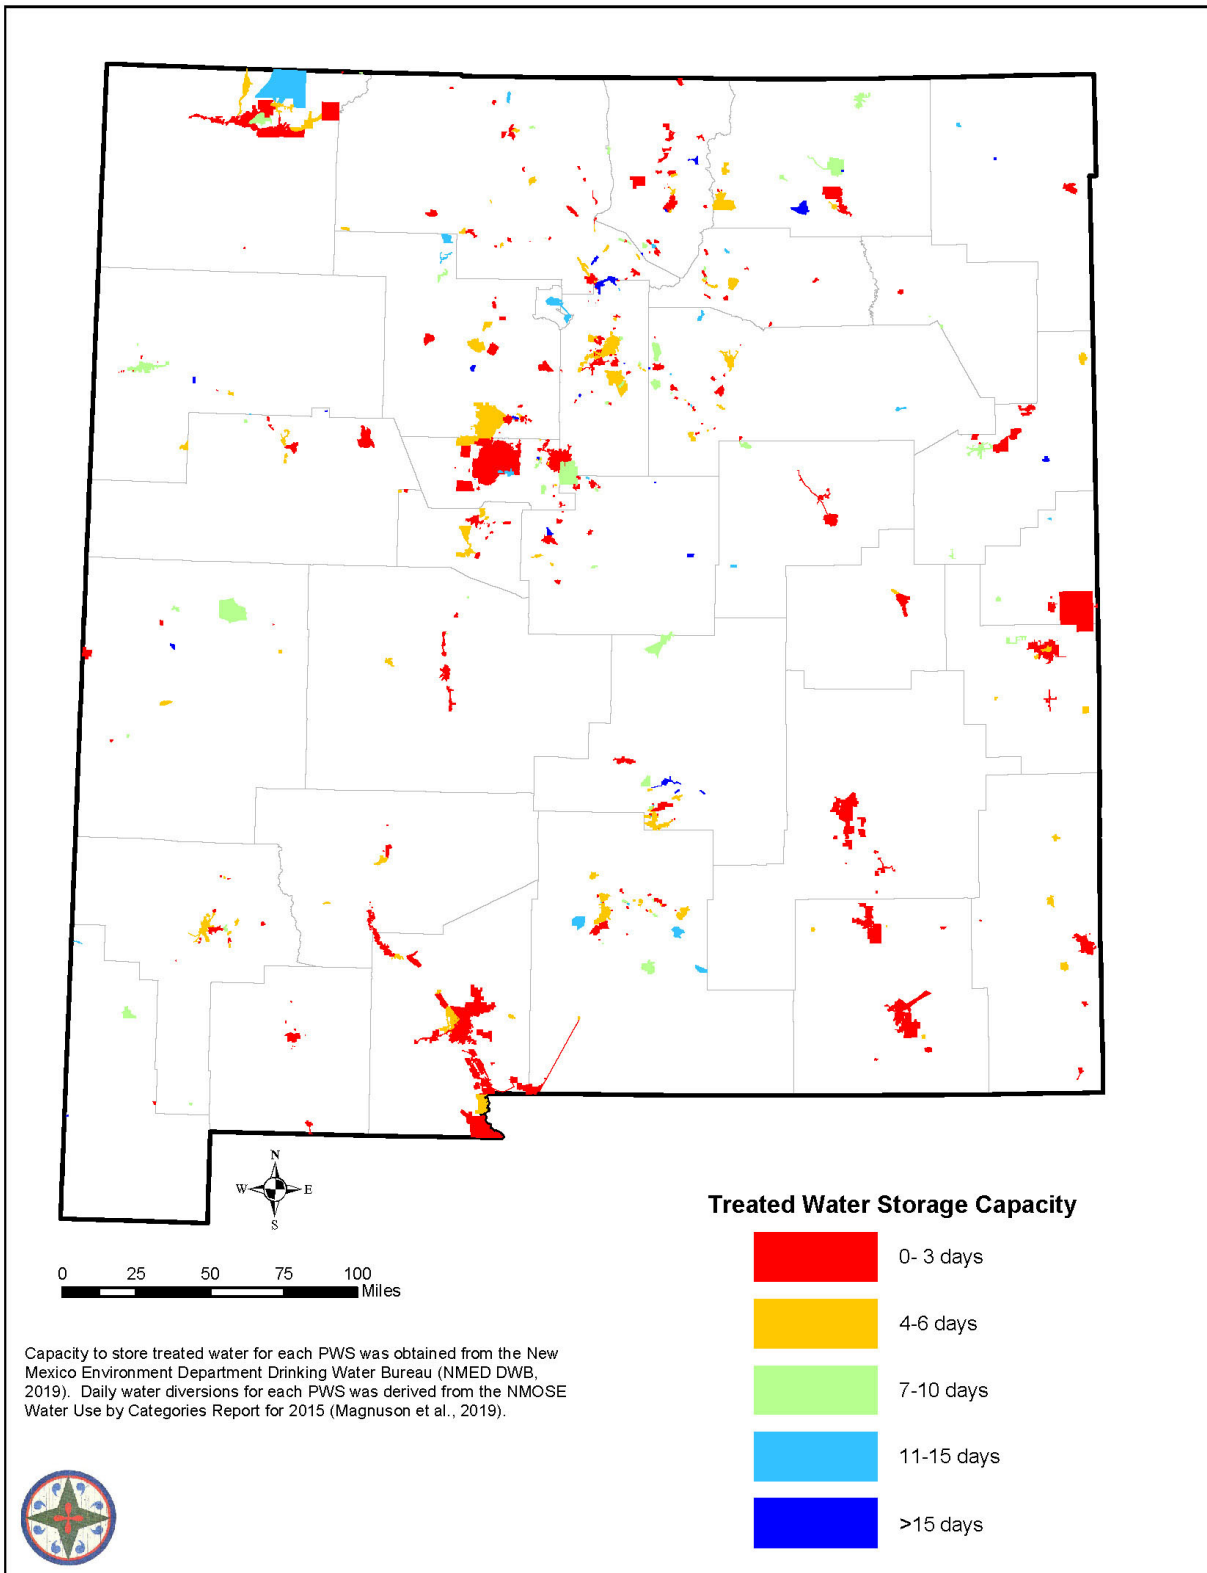 N
W
E
S
0 25 50 75 100
Miles
Capacity to store treated water for each PWS was obtained from the New
Mexico Environment Department Drinking Water Bureau (NMED DWB,
2019).  Daily water diversions for each PWS was derived from the NMOSE
Water Use by Categories Report for 2015 (Magnuson et al., 2019).
Treated Water Storage Capacity
0- 3 days
4-6 days
7-10 days
11-15 days
>15 days